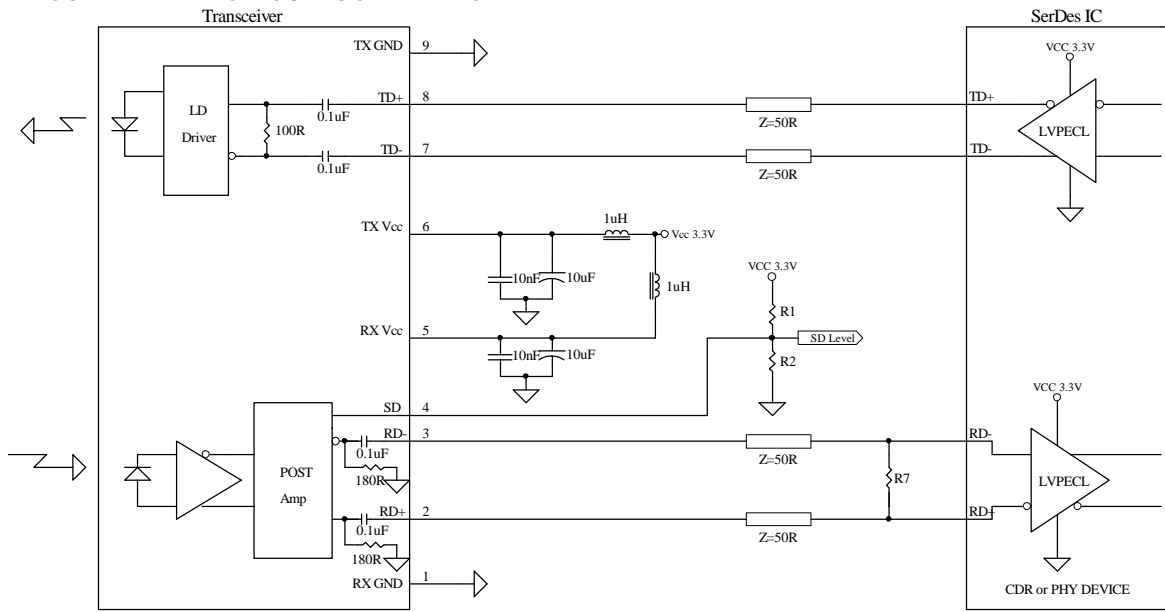 Transceiver
SerDes IC
TX GND
9
VCC 3.3V
LD
Driver
100R
0.1uF
TD+
8
Z=50R
TD+
LVPECL
0.1uF
TD-
7
Z=50R
TD-
TX Vcc
6
1uH
Vcc 3.3V
10nF
10uF
1uH
VCC 3.3V
R1
RX Vcc
5
SD Level
10nF
10uF
R2
SD
4
VCC 3.3V
POST
Amp
RD-
3
0.1uF
180R
Z=50R
RD-
R7
LVPECL
RD+
2
0.1uF
180R
Z=50R
RD+
RX GND
1
CDR or PHY DEVICE